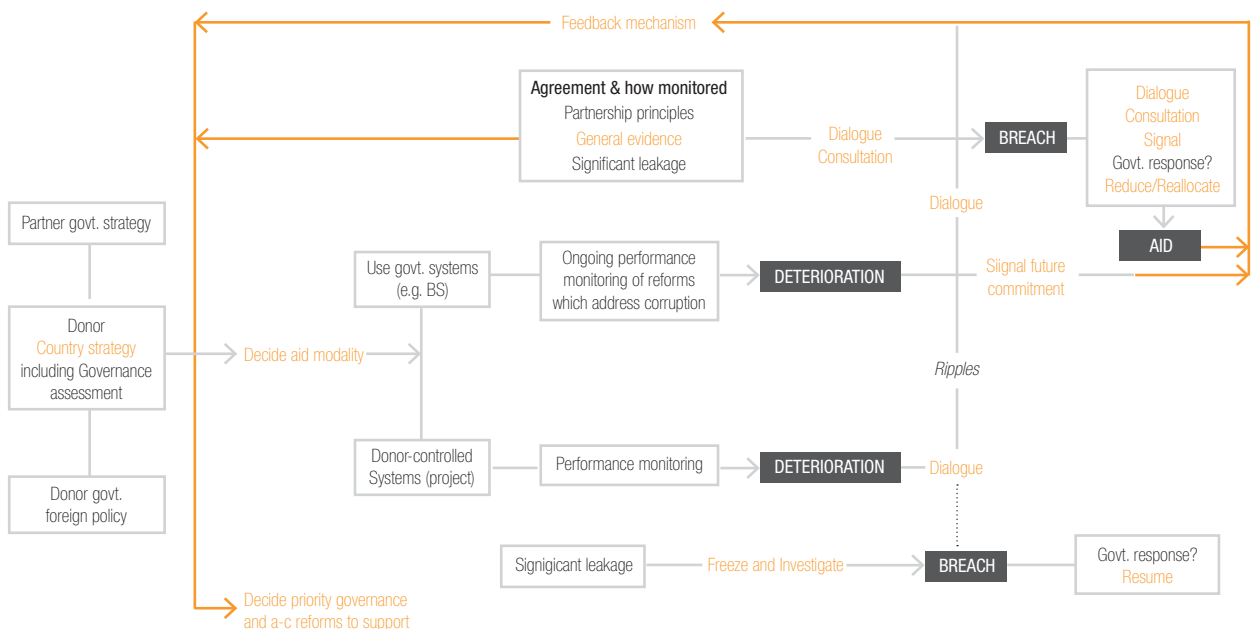 Feedback mechanism
Agreement & how monitored
Partnership principles
General evidence
Significant leakage
Dialogue
Consultation
BREACH
Dialogue
Consultation
Signal
Govt. response?
Reduce/Reallocate
AID
Dialogue
Partner govt. strategy
Donor
Country strategy
including Governance
assessment
Donor govt.
foreign policy
Decide aid modality
Use govt. systems
(e.g. BS)
Ongoing performance
monitoring of reforms
which address corruption
DETERIORATION
Siignal future
commitment
Ripples
Donor-controlled
Systems (project)
Performance monitoring
DETERIORATION
Dialogue
Signigicant leakage
Freeze and Investigate
BREACH
Govt. response?
Resume
Decide priority governance
and a-c reforms to support